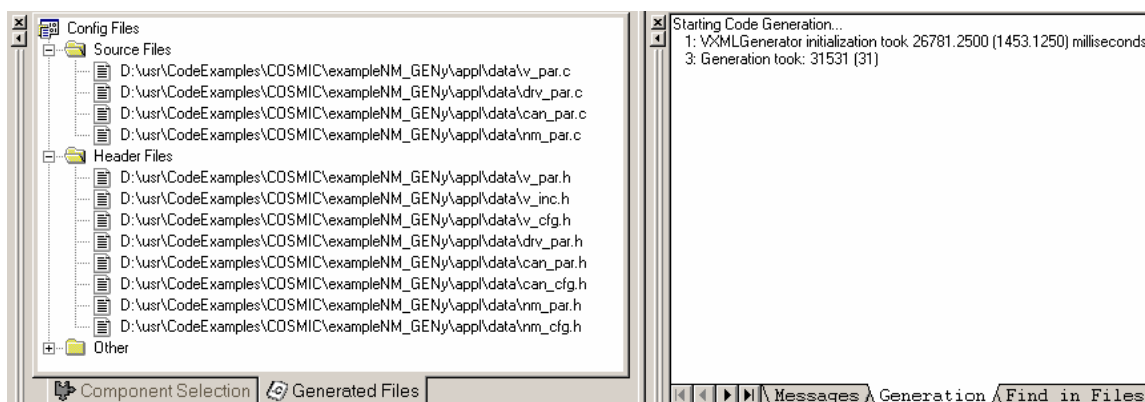 Config Files
Source Files
D:\usr\CodeExamples\COSMIC\exampleNM_GENy\appl\data\v_par.c
D:\usr\CodeExamples\COSMIC\exampleNM_GENy\appl\data\drv_par.c
D:\usr\CodeExamples\COSMIC\exampleNM_GENy\appl\data\can_par.c
D:\usr\CodeExamples\COSMIC\exampleNM_GENy\appl\data\nm_par.c
Header Files
D:\usr\CodeExamples\COSMIC\exampleNM_GENy\appl\data\v_par.h
D:\usr\CodeExamples\COSMIC\exampleNM_GENy\appl\data\v_inc.h
D:\usr\CodeExamples\COSMIC\exampleNM_GENy\appl\data\v_cfg.h
D:\usr\CodeExamples\COSMIC\exampleNM_GENy\appl\data\drv_par.h
D:\usr\CodeExamples\COSMIC\exampleNM_GENy\appl\data\can_par.h
D:\usr\CodeExamples\COSMIC\exampleNM_GENy\appl\data\can_cfg.h
D:\usr\CodeExamples\COSMIC\exampleNM_GENy\appl\data\nm_par.h
D:\usr\CodeExamples\COSMIC\exampleNM_GENy\appl\data\nm_cfg.h
Other
Component Selection Generated Files
Starting Code Generation...
1: VXMLGenerator initialization took 26781.2500 (1453.1250) milliseconds
3: Generation took: 31531 (31)
Messages Generation Find in Files